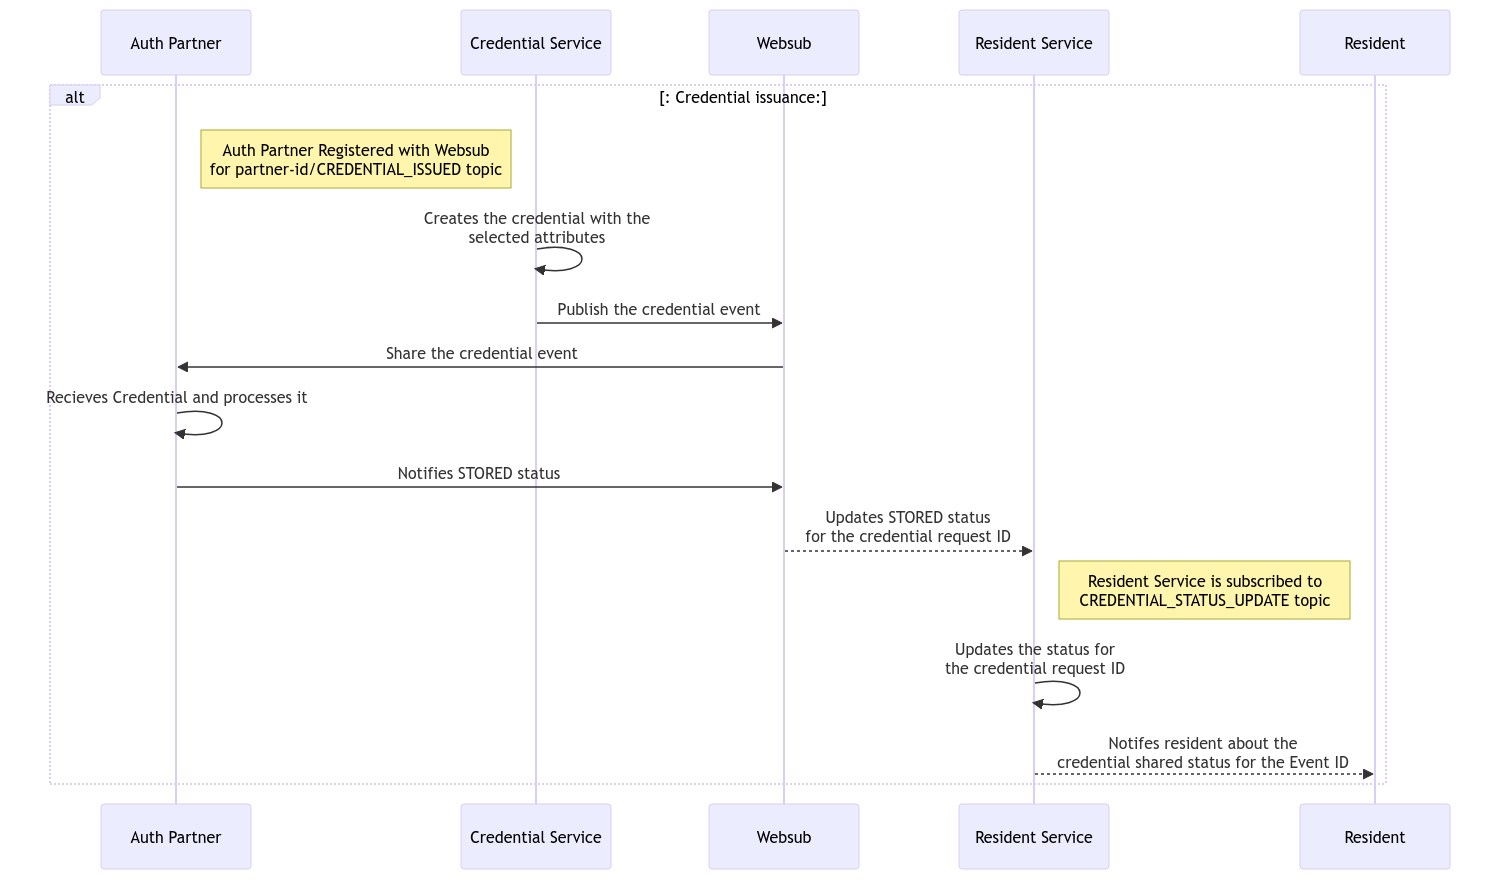 Auth Partner
Credential Service
Websub
Resident Service
Resident
alt
[: Credential issuance:]
Auth Partner Registered with Websub
for partner-id/CREDENTIAL_ISSUED topic
Creates the credential with the
selected attributes
Publish the credential event
Share the credential event
Recieves Credential and processes it
Notifies STORED status
Updates STORED status
for the credential request ID
Resident Service is subscribed to
CREDENTIAL_STATUS_UPDATE topic
Updates the status for
the credential request ID
Notifes resident about the
credential shared status for the Event ID
Auth Partner
Credential Service
Websub
Resident Service
Resident